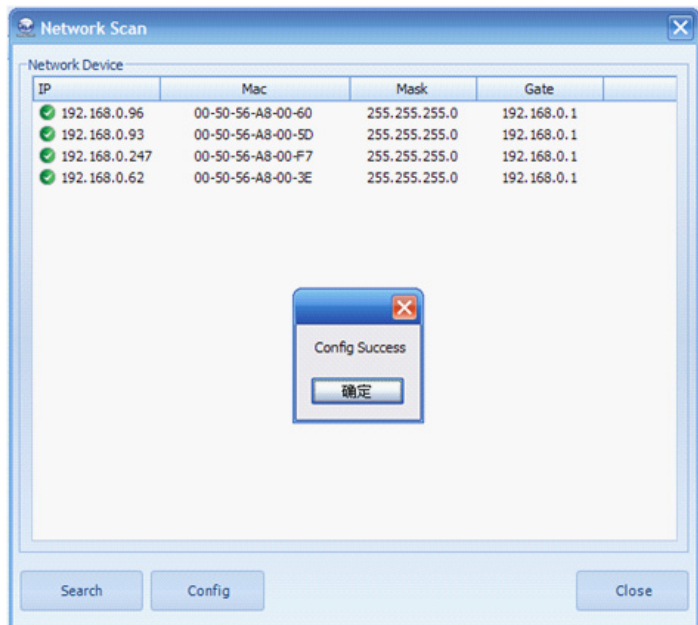 Network Scan
Network Device
IP Mac Mask Gate
192.168.0.96 00-50-56-A8-00-60 255.255.255.0 192.168.0.1
192.168.0.93 00-50-56-A8-00-5D 255.255.255.0 192.168.0.1
192.168.0.247 00-50-56-A8-00-F7 255.255.255.0 192.168.0.1
192.168.0.62 00-50-56-A8-00-3E 255.255.255.0 192.168.0.1
Config Success
确定
Search Config Close